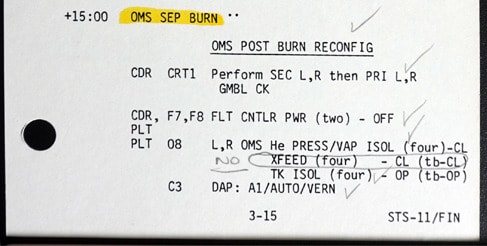 +15:00 OMS SEP BURN ..
OMS POST BURN RECONFIG
CDR CRT1 Perform SEC L,R then PRI L,R
GMBL CK
CDR, F7,F8 FLT CNTLR PWR (two) - OFF
PLT
PLT O8 L,R OMS He PRESS/VAP ISOL (four)-CL
NO XFEED (four) - CL (tb-CL)
TK ISOL (four) - OP (tb-OP)
C3 DAP: A1/AUTO/VERN
3-15 STS-11/FIN